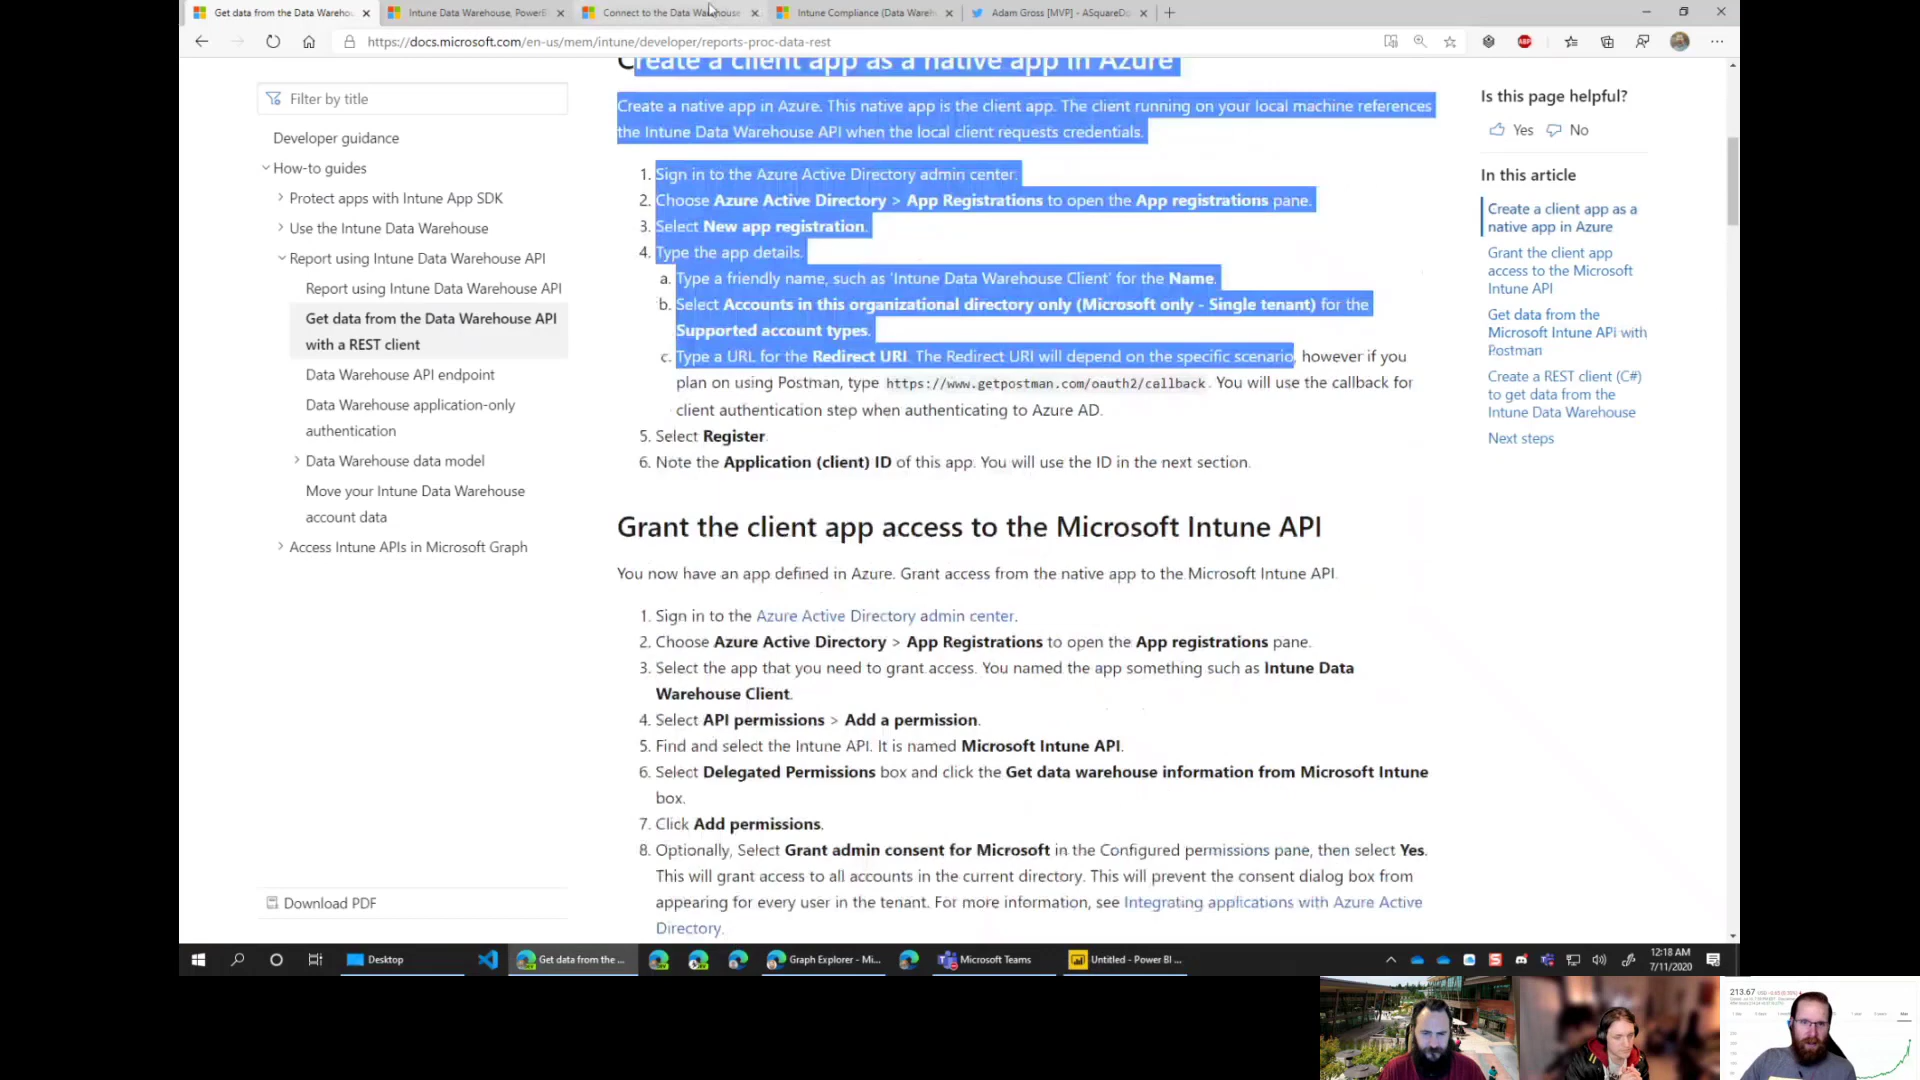 Get data from the Data Warehou
Intune Data Warehouse, PowerB
Connect to the Data Warehouse
Intune Compliance (Data Wareh
Adam Gross [MVP] - ASquareDo
https://docs.microsoft.com/en-us/mem/intune/developer/reports-proc-data-rest
ABP
Filter by title
Developer guidance
How-to guides
Protect apps with Intune App SDK
Use the Intune Data Warehouse
Report using Intune Data Warehouse API
Report using Intune Data Warehouse API
Get data from the Data Warehouse API
with a REST client
Data Warehouse API endpoint
Data Warehouse application-only
authentication
Data Warehouse data model
Move your Intune Data Warehouse
account data
Access Intune APIs in Microsoft Graph
Download PDF
Create a client app as a native app in Azure
Create a native app in Azure. This native app is the client app. The client running on your local machine references
the Intune Data Warehouse API when the local client requests credentials.
1. Sign in to the Azure Active Directory admin center.
2. Choose Azure Active Directory > App Registrations to open the App registrations pane.
3. Select New app registration.
4. Type the app details.
a. Type a friendly name, such as 'Intune Data Warehouse Client' for the Name.
b. Select Accounts in this organizational directory only (Microsoft only - Single tenant) for the
Supported account types.
c. Type a URL for the Redirect URI. The Redirect URI will depend on the specific scenario, however if you
plan on using Postman, type https://www.getpostman.com/oauth2/callback. You will use the callback for
client authentication step when authenticating to Azure AD.
5. Select Register.
6. Note the Application (client) ID of this app. You will use the ID in the next section.
Grant the client app access to the Microsoft Intune API
You now have an app defined in Azure. Grant access from the native app to the Microsoft Intune API.
1. Sign in to the Azure Active Directory admin center.
2. Choose Azure Active Directory > App Registrations to open the App registrations pane.
3. Select the app that you need to grant access. You named the app something such as Intune Data
Warehouse Client.
4. Select API permissions > Add a permission.
5. Find and select the Intune API. It is named Microsoft Intune API.
6. Select Delegated Permissions box and click the Get data warehouse information from Microsoft Intune
box.
7. Click Add permissions.
8. Optionally, Select Grant admin consent for Microsoft in the Configured permissions pane, then select Yes.
This will grant access to all accounts in the current directory. This will prevent the consent dialog box from
appearing for every user in the tenant. For more information, see Integrating applications with Azure Active
Directory.
Is this page helpful?
Yes No
In this article
Create a client app as a
native app in Azure
Grant the client app
access to the Microsoft
Intune API
Get data from the
Microsoft Intune API with
Postman
Create a REST client (C#)
to get data from the
Intune Data Warehouse
Next steps
Desktop
Get data from the ...
Graph Explorer - Mi...
Microsoft Teams
Untitled - Power BI ...
12:18 AM
7/11/2020
213.67